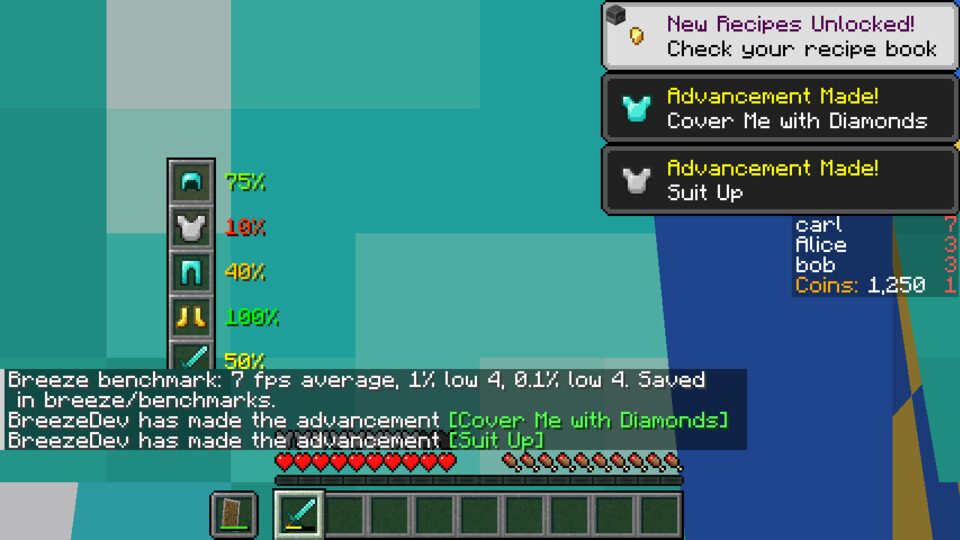 New Recipes Unlocked!
Check your recipe book
Advancement Made!
Cover Me with Diamonds
Advancement Made!
Suit Up
75%
10%
40%
100%
50%
carl 7
Alice 3
bob 3
Coins: 1,250 1
Breeze benchmark: 7 fps average, 1% low 4, 0.1% low 4. Saved
in breeze/benchmarks.
BreezeDev has made the advancement [Cover Me with Diamonds]
BreezeDev has made the advancement [Suit Up]